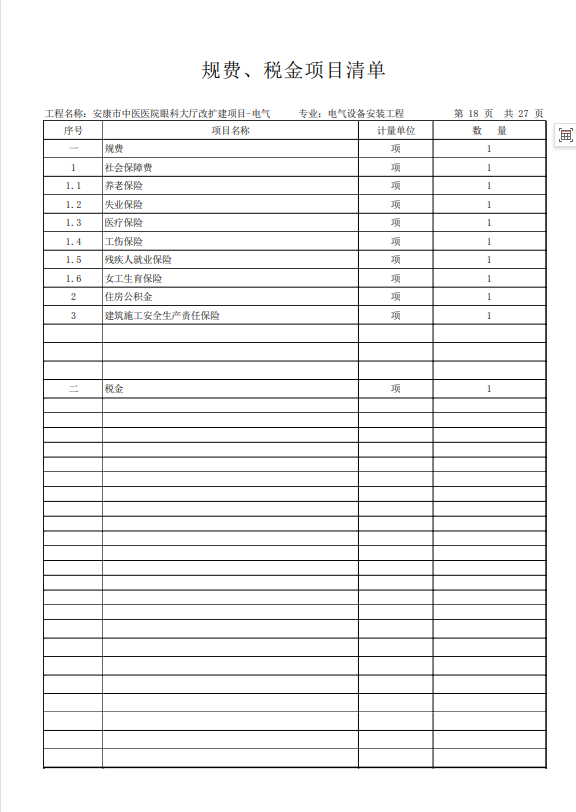 规费、税金项目清单
工程名称：安康市中医医院眼科大厅改扩建项目-电气 专业：电气设备安装工程 第 18 页 共 27 页
序号 项目名称 计量单位 数 量
一 规费 项 1
1 社会保障费 项 1
1.1 养老保险 项 1
1.2 失业保险 项 1
1.3 医疗保险 项 1
1.4 工伤保险 项 1
1.5 残疾人就业保险 项 1
1.6 女工生育保险 项 1
2 住房公积金 项 1
3 建筑施工安全生产责任保险 项 1
二 税金 项 1